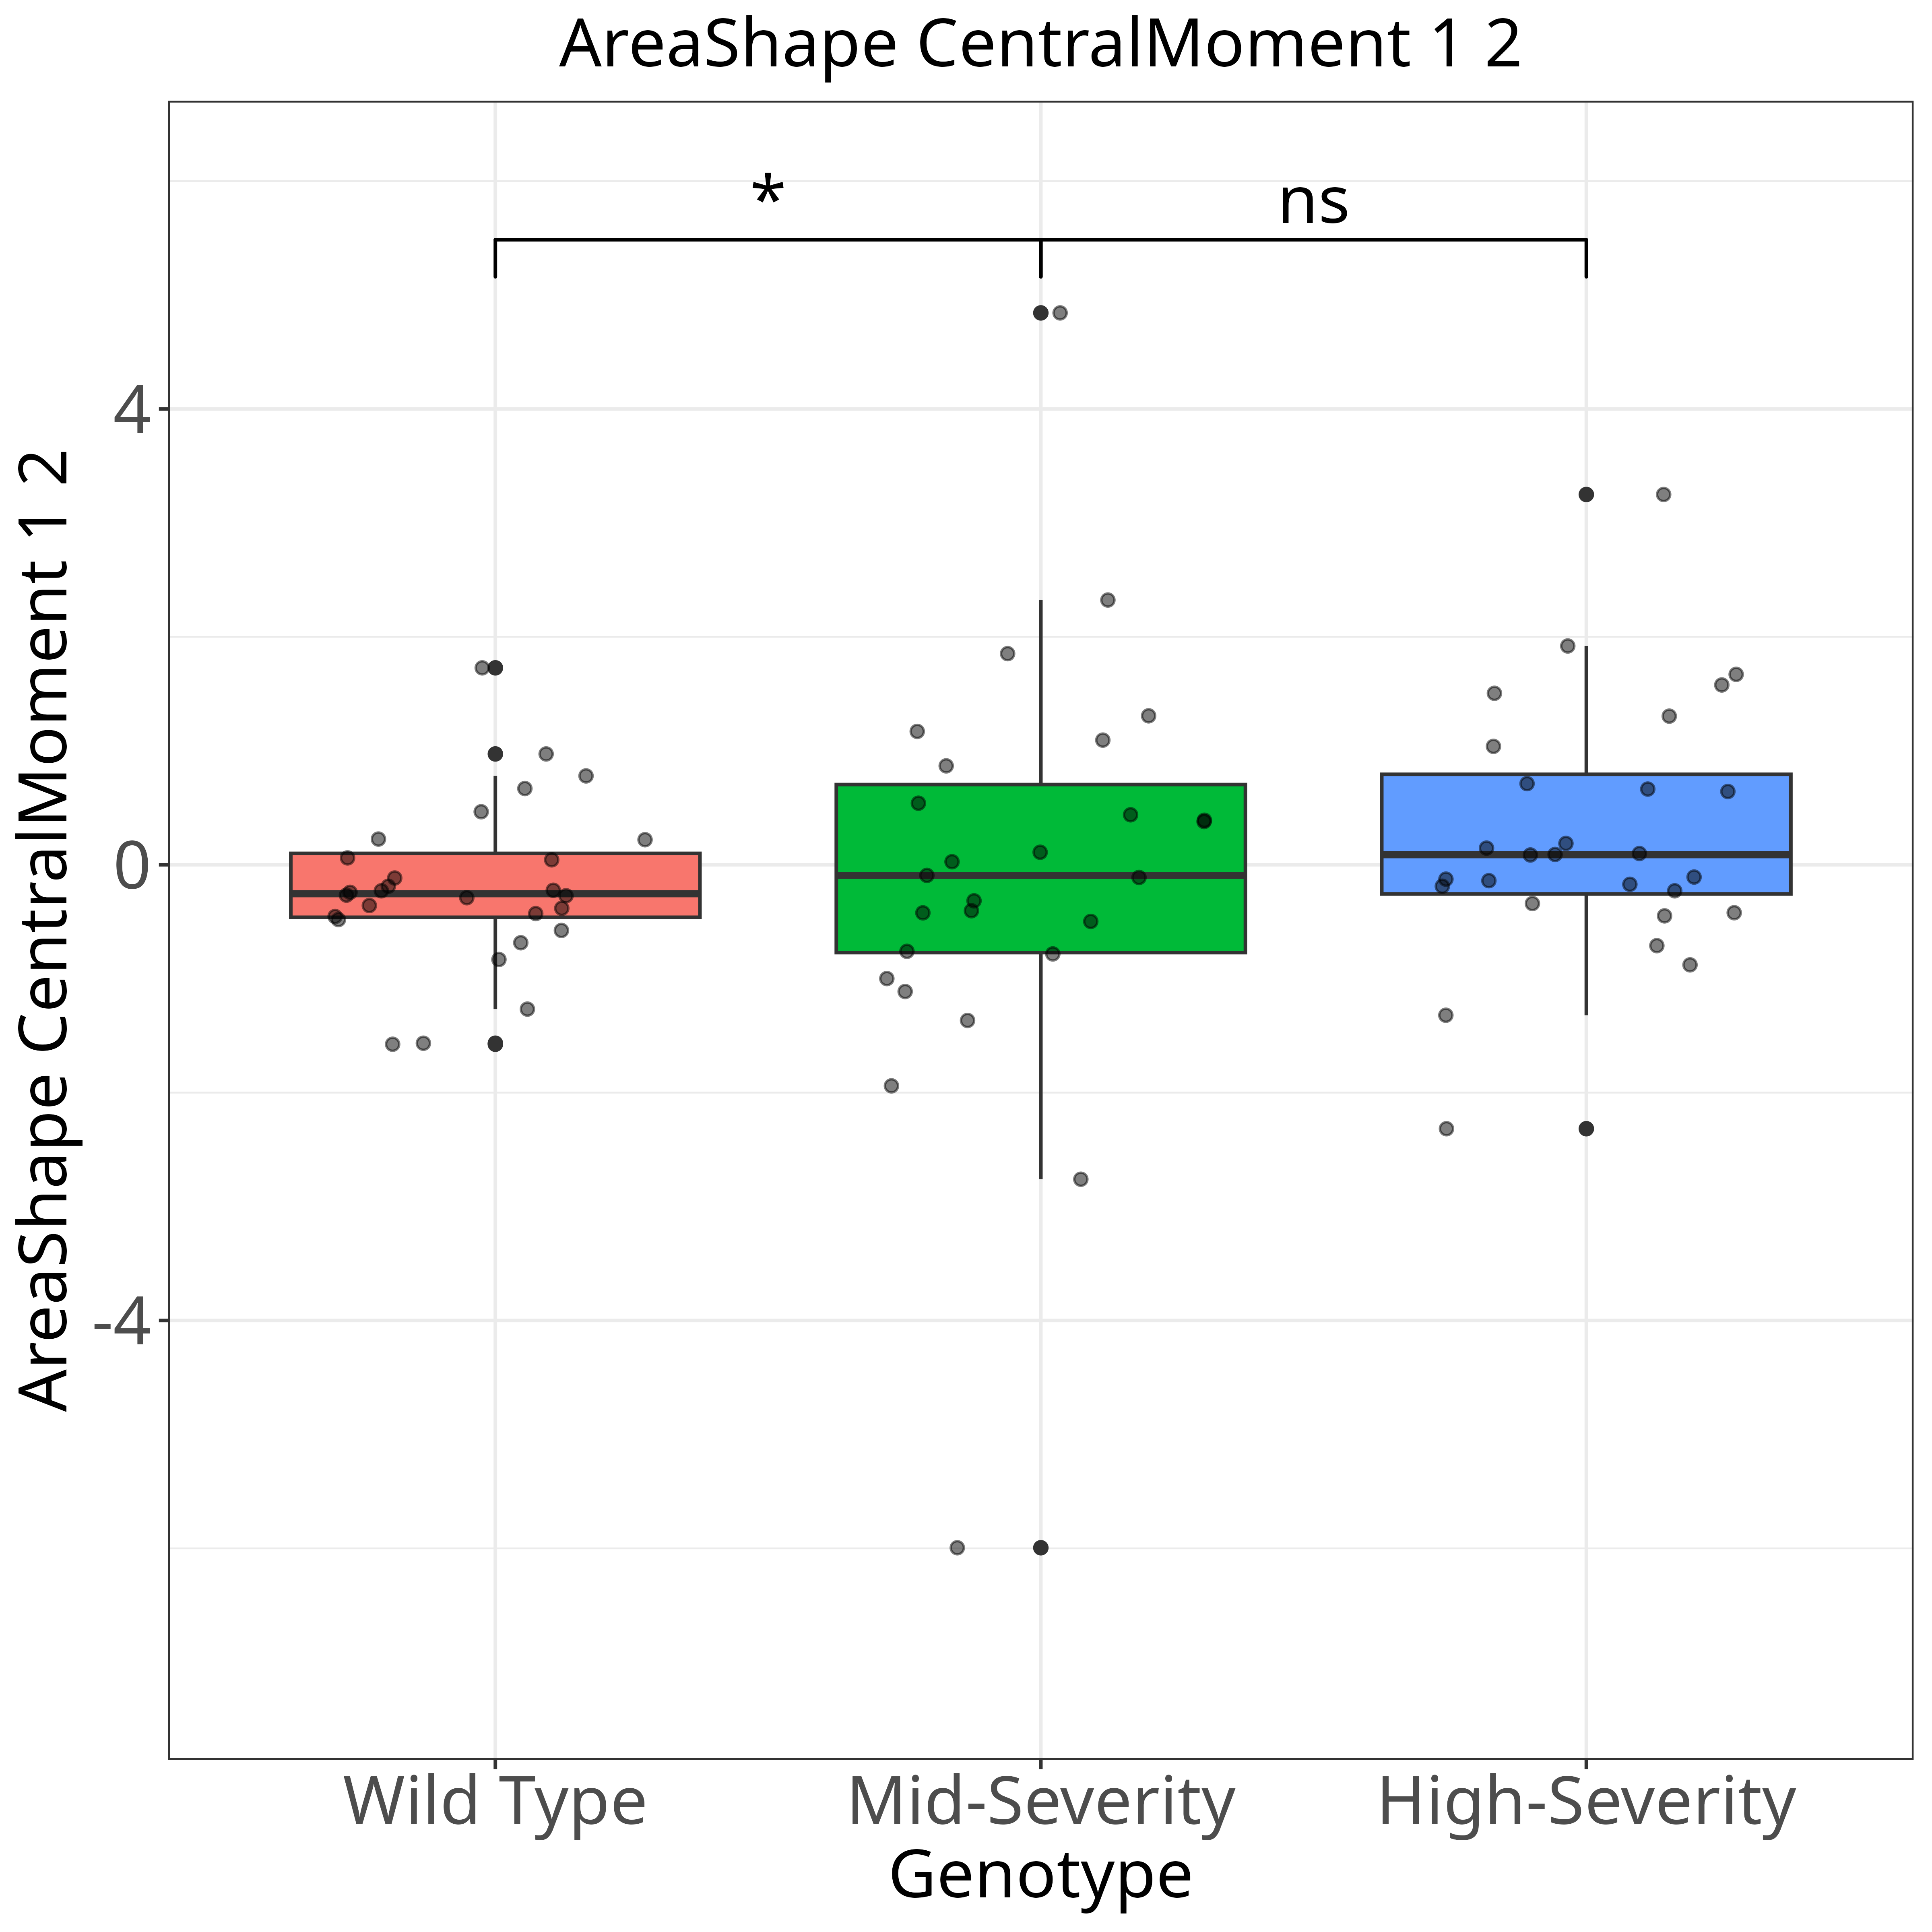 AreaShape CentralMoment 1 2
*
ns
AreaShape CentralMoment 1 2
4
0
-4
Wild Type
Mid-Severity
High-Severity
Genotype